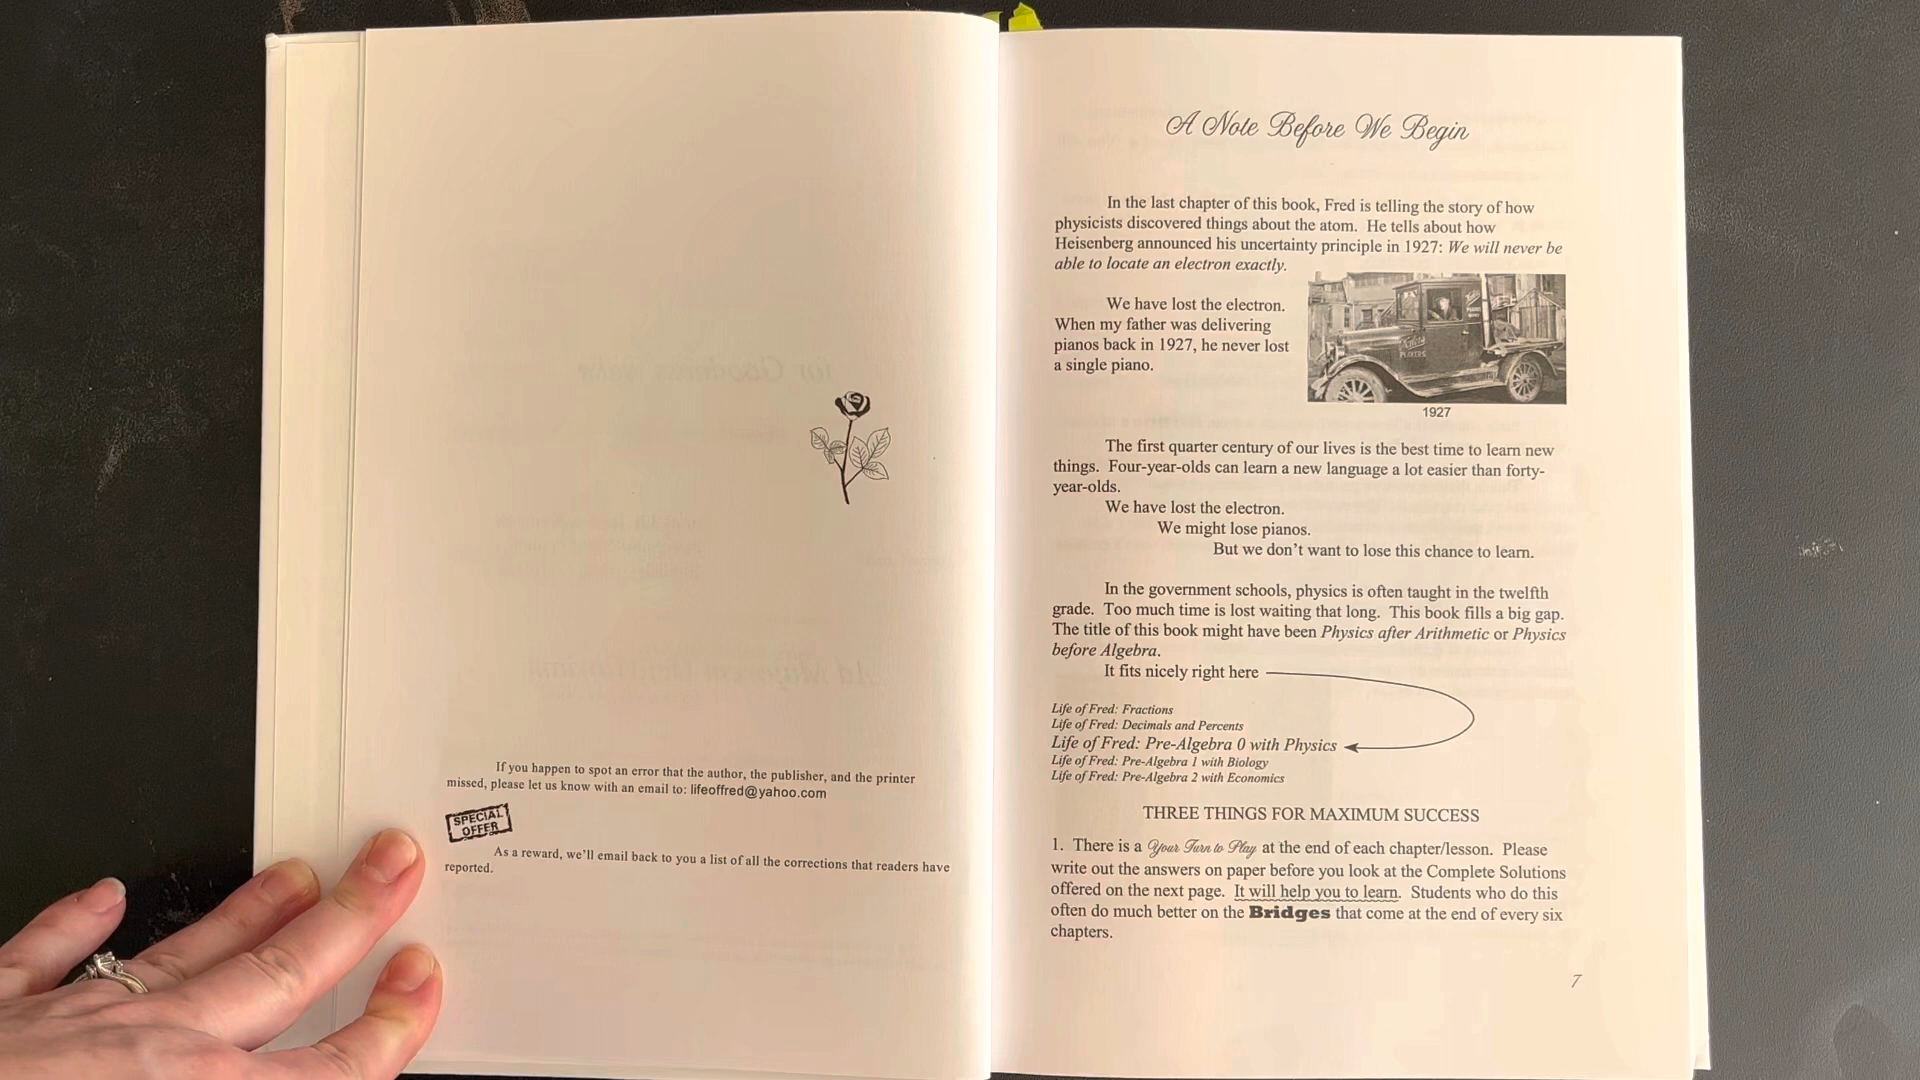 If you happen to spot an error that the author, the publisher, and the printer
missed, please let us know with an email to: lifeoffred@yahoo.com
SPECIAL
OFFER
As a reward, we'll email back to you a list of all the corrections that readers have
reported.
A Note Before We Begin
In the last chapter of this book, Fred is telling the story of how
physicists discovered things about the atom. He tells about how
Heisenberg announced his uncertainty principle in 1927: We will never be
able to locate an electron exactly.
We have lost the electron.
When my father was delivering
pianos back in 1927, he never lost
a single piano.
1927
The first quarter century of our lives is the best time to learn new
things. Four-year-olds can learn a new language a lot easier than forty-
year-olds.
We have lost the electron.
We might lose pianos.
But we don't want to lose this chance to learn.
In the government schools, physics is often taught in the twelfth
grade. Too much time is lost waiting that long. This book fills a big gap.
The title of this book might have been Physics after Arithmetic or Physics
before Algebra.
It fits nicely right here
Life of Fred: Fractions
Life of Fred: Decimals and Percents
Life of Fred: Pre-Algebra 0 with Physics
Life of Fred: Pre-Algebra 1 with Biology
Life of Fred: Pre-Algebra 2 with Economics
THREE THINGS FOR MAXIMUM SUCCESS
1. There is a Your Turn to Play at the end of each chapter/lesson. Please
write out the answers on paper before you look at the Complete Solutions
offered on the next page. It will help you to learn. Students who do this
often do much better on the Bridges that come at the end of every six
chapters.
7